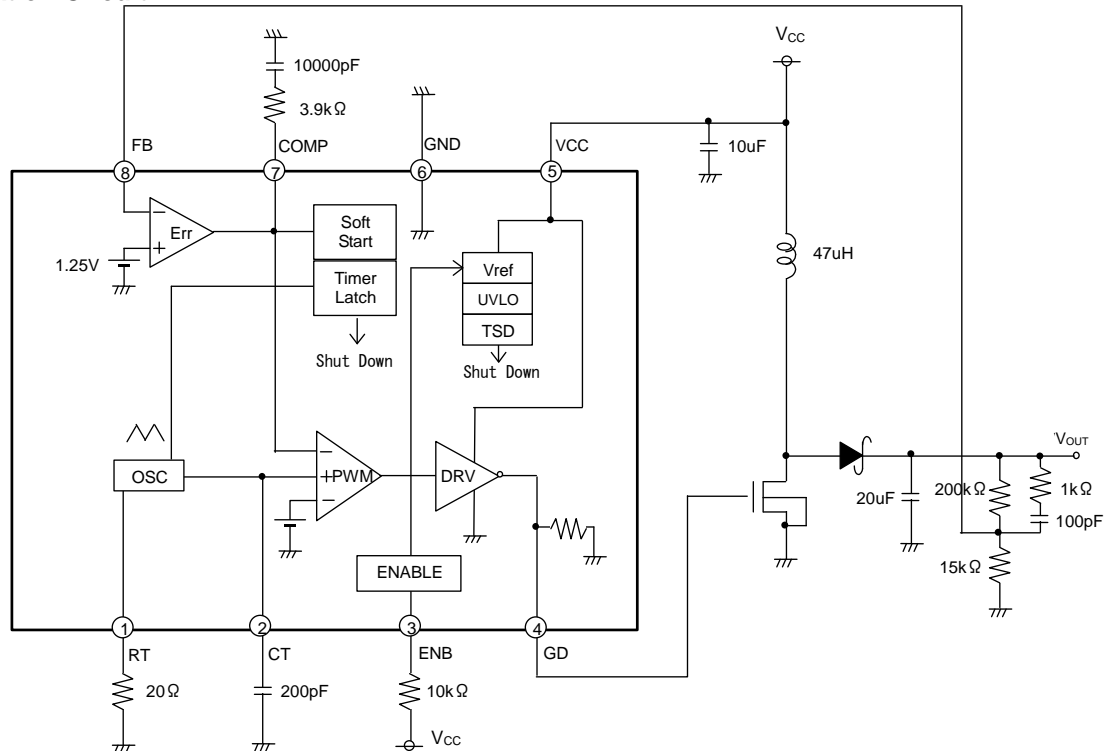 VCC
10000pF
3.9kΩ
GND
VCC
10uF
FB
COMP
8
7
6
5
Err
Soft
Start
47uH
1.25V
Vref
Timer
Latch
UVLO
TSD
Shut Down
Shut Down
VOUT
OSC
PWM
DRV
200kΩ
1kΩ
20uF
100pF
15kΩ
ENABLE
1
2
3
4
RT
CT
ENB
GD
20Ω
200pF
10kΩ
VCC